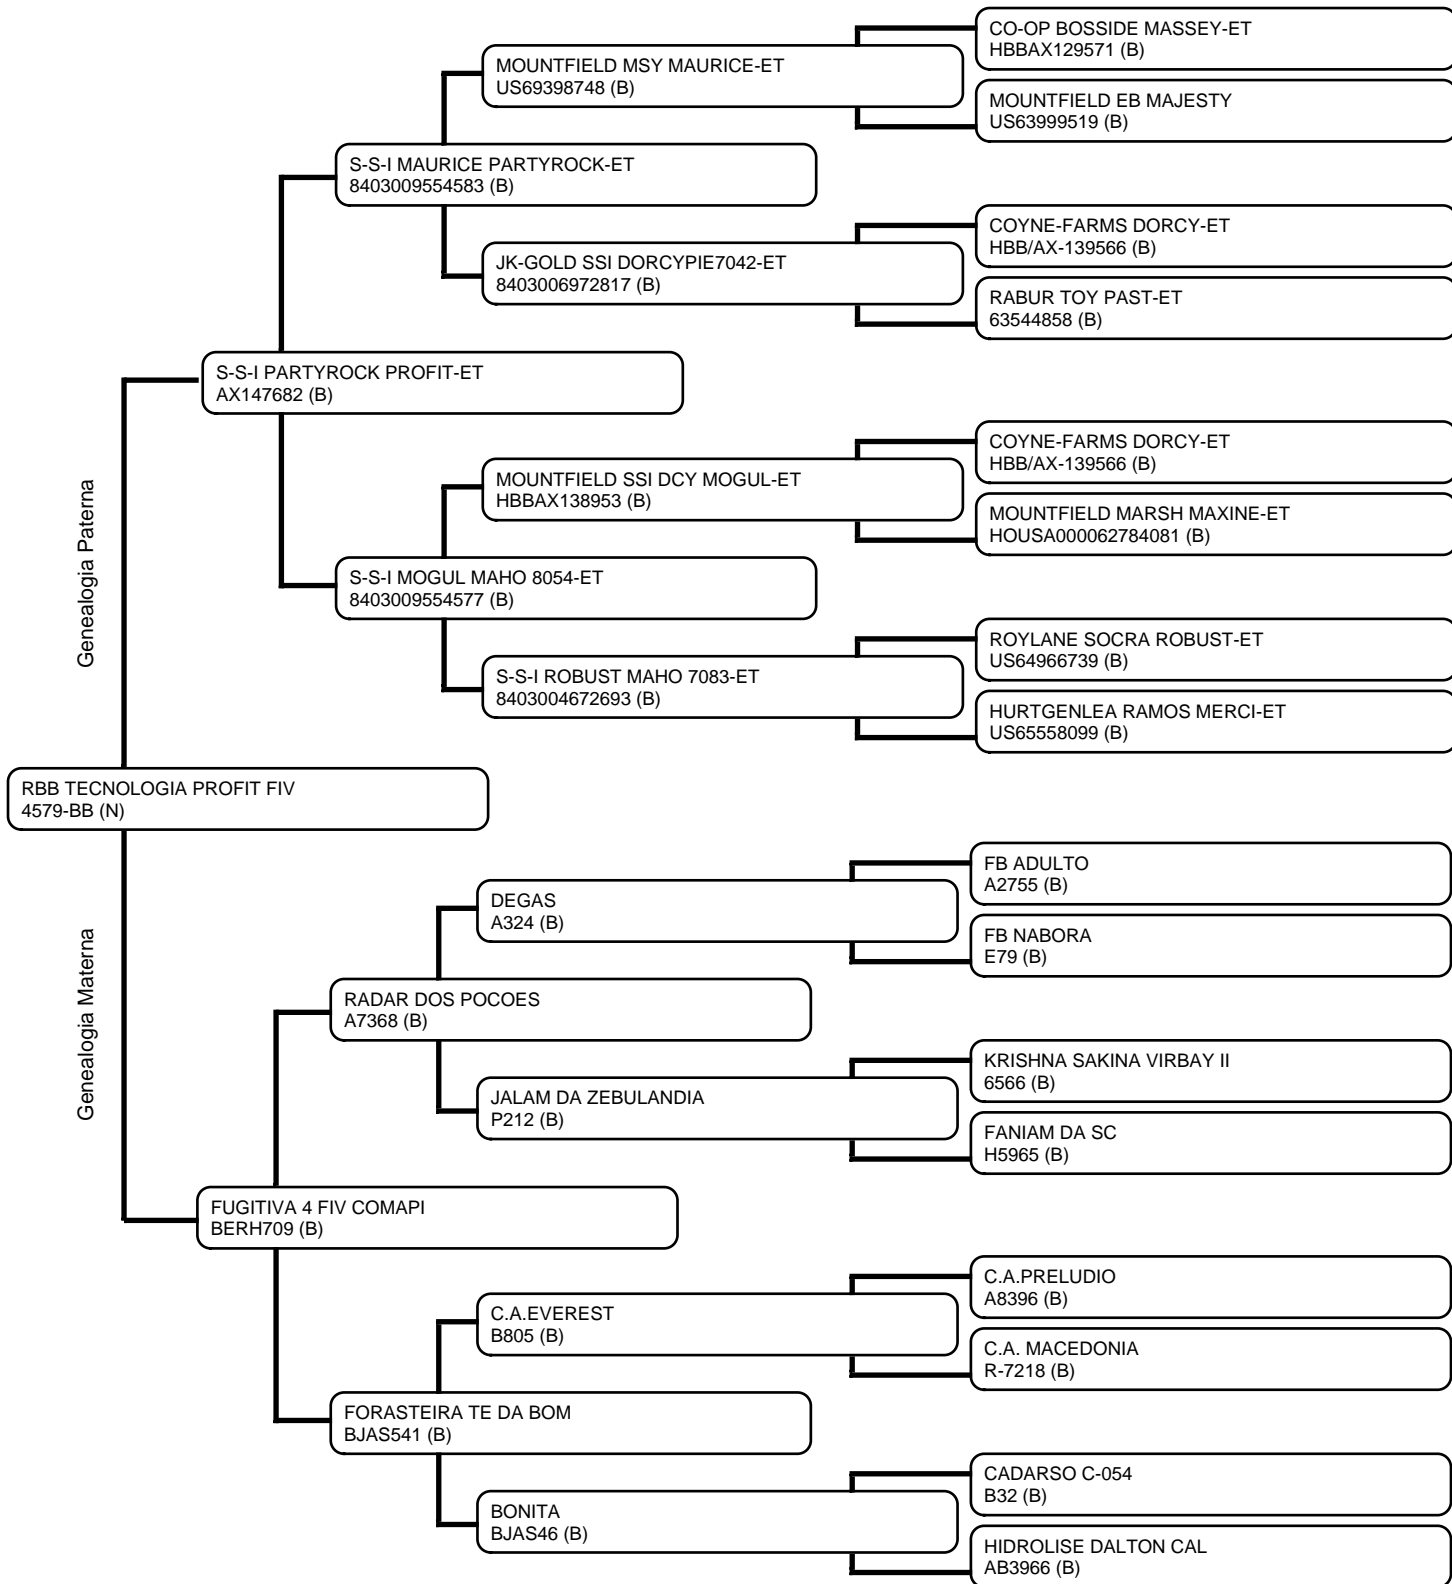 CO-OP BOSSIDE MASSEY-ET
HBBAX129571 (B)
MOUNTFIELD MSY MAURICE-ET
US69398748 (B)
MOUNTFIELD EB MAJESTY
US63999519 (B)
S-S-I MAURICE PARTYROCK-ET
8403009554583 (B)
COYNE-FARMS DORCY-ET
HBB/AX-139566 (B)
JK-GOLD SSI DORCYPIE7042-ET
8403006972817 (B)
RABUR TOY PAST-ET
63544858 (B)
S-S-I PARTYROCK PROFIT-ET
AX147682 (B)
COYNE-FARMS DORCY-ET
HBB/AX-139566 (B)
MOUNTFIELD SSI DCY MOGUL-ET
HBBAX138953 (B)
MOUNTFIELD MARSH MAXINE-ET
HOUSA000062784081 (B)
Genealogia Paterna
S-S-I MOGUL MAHO 8054-ET
8403009554577 (B)
ROYLANE SOCRA ROBUST-ET
US64966739 (B)
S-S-I ROBUST MAHO 7083-ET
8403004672693 (B)
HURTGENLEA RAMOS MERCI-ET
US65558099 (B)
RBB TECNOLOGIA PROFIT FIV
4579-BB (N)
FB ADULTO
A2755 (B)
DEGAS
A324 (B)
FB NABORA
E79 (B)
Genealogia Materna
RADAR DOS POCOES
A7368 (B)
KRISHNA SAKINA VIRBAY II
6566 (B)
JALAM DA ZEBULANDIA
P212 (B)
FANIAM DA SC
H5965 (B)
FUGITIVA 4 FIV COMAPI
BERH709 (B)
C.A.PRELUDIO
A8396 (B)
C.A.EVEREST
B805 (B)
C.A. MACEDONIA
R-7218 (B)
FORASTEIRA TE DA BOM
BJAS541 (B)
CADARSO C-054
B32 (B)
BONITA
BJAS46 (B)
HIDROLISE DALTON CAL
AB3966 (B)